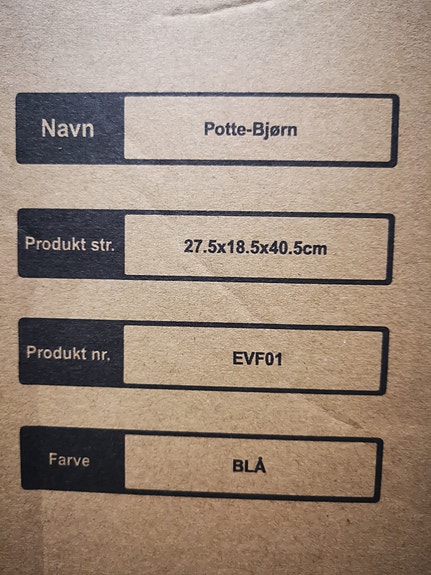 Navn Potte-Bjørn
Produkt str. 27.5x18.5x40.5cm
Produkt nr. EVF01
Farve BLÅ